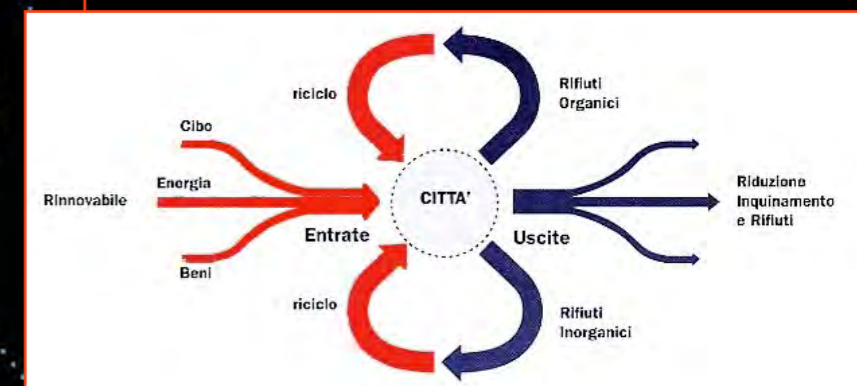 riciclo
Rifiuti
Organici
Cibo
Rinnovabile
Energia
Beni
Entrate
CITTA'
Uscite
Riduzione
Inquinamento
e Rifiuti
riciclo
Rifiuti
Inorganici